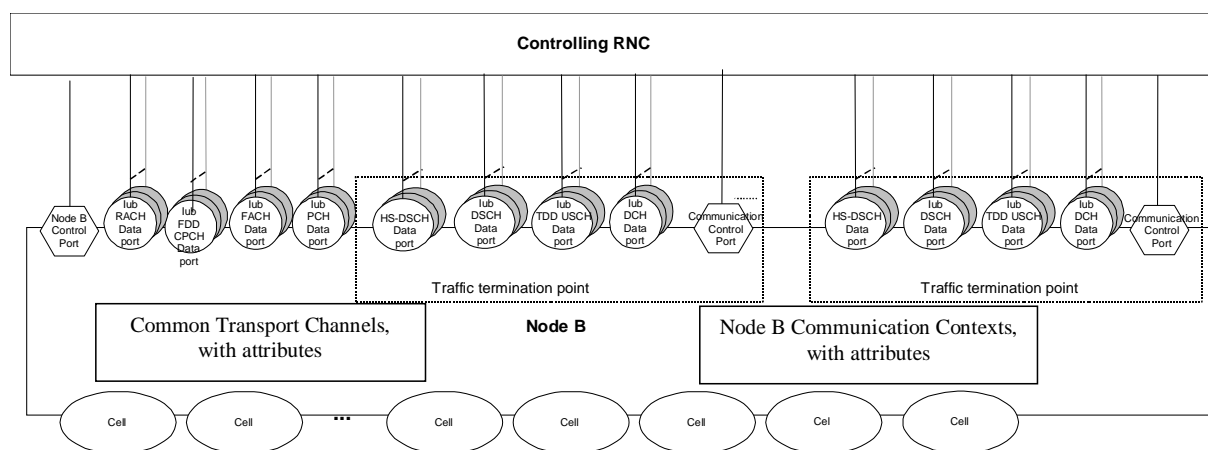 Controlling RNC
Node B
Control
Port
Iub
RACH
Data
port
Iub
FDD
CPCH
Data
port
Iub
FACH
Data
port
Iub
PCH
Data
port
HS-DSCH
Data
port
Iub
DSCH
Data
port
Iub
TDD USCH
Data
port
Iub
DCH
Data
port
Communication
Control
Port
HS-DSCH
Data
port
Iub
DSCH
Data
port
Iub
TDD USCH
Data
port
Iub
DCH
Data
port
Communication
Control
Port
Traffic termination point
Traffic termination point
Common Transport Channels,
with attributes
Node B
Node B Communication Contexts,
with attributes
Cell
Cell
...
Cell
Cell
Cell
Cel
Cell